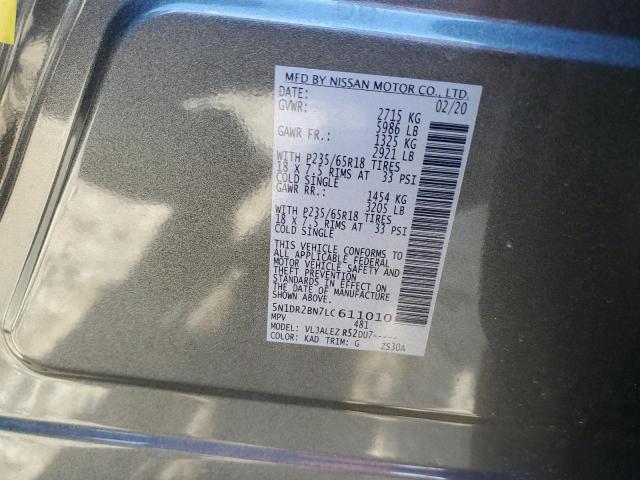 MFD BY NISSAN MOTOR CO., LTD.
DATE: 02/20
GVWR: 2715 KG
5986 LB
GAWR FR.: 1325 KG
2921 LB
WITH P235/65R18 TIRES
18 X 7.5 RIMS AT 33 PSI
COLD SINGLE
GAWR RR.: 1454 KG
3205 LB
WITH P235/65R18 TIRES
18 X 7.5 RIMS AT 33 PSI
COLD SINGLE
THIS VEHICLE CONFORMS TO
ALL APPLICABLE FEDERAL
MOTOR VEHICLE SAFETY AND
THEFT PREVENTION
STANDARDS IN EFFECT ON
THE DATE OF MANUFACTURE
SHOWN ABOVE.
5N1DR2BN7LC611010
MPV 481
MODEL: VLJALEZ R52DU7-----
COLOR: KAD TRIM: G ZS30A